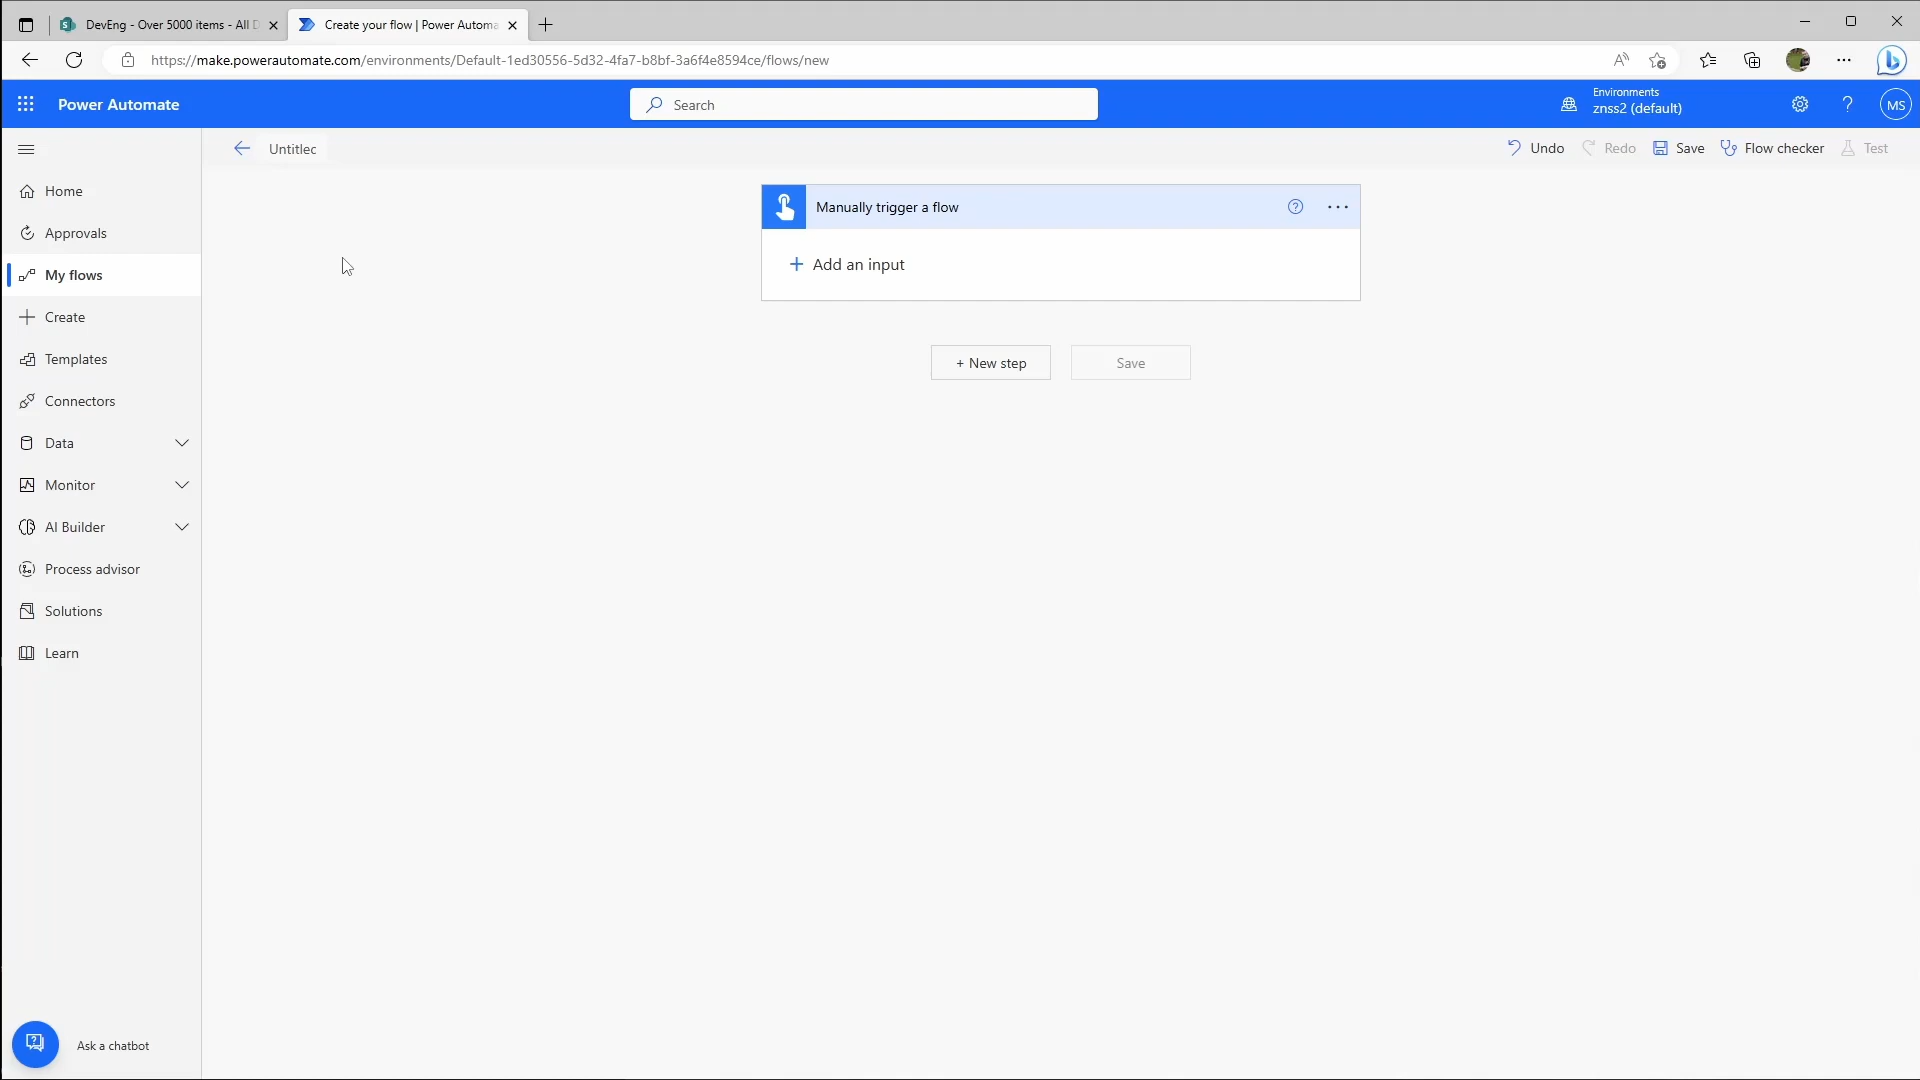 DevEng - Over 5000 items - All D
Create your flow | Power Automa
https://make.powerautomate.com/environments/Default-1ed30556-5d32-4fa7-b8bf-3a6f4e8594ce/flows/new
Power Automate
Search
Environments
znss2 (default)
MS
Untitlec
Undo
Redo
Save
Flow checker
Test
Home
Approvals
My flows
Create
Templates
Connectors
Data
Monitor
AI Builder
Process advisor
Solutions
Learn
Manually trigger a flow
Add an input
+ New step
Save
Ask a chatbot